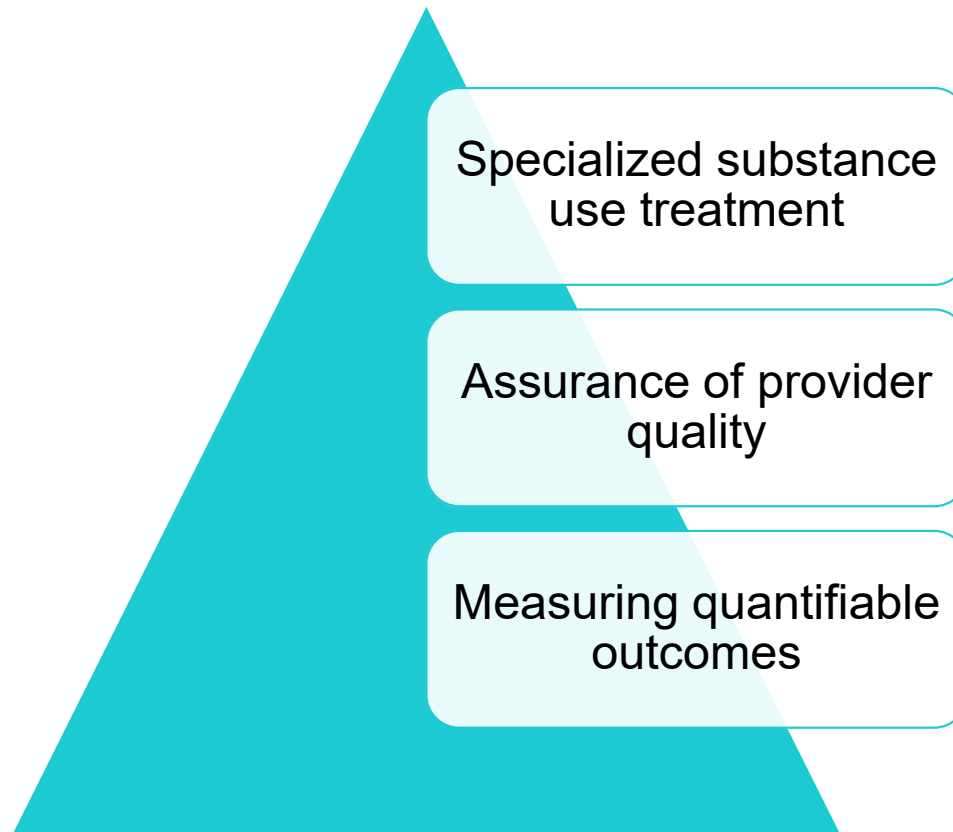 Specialized substance
use treatment
Assurance of provider
quality
Measuring quantifiable
outcomes